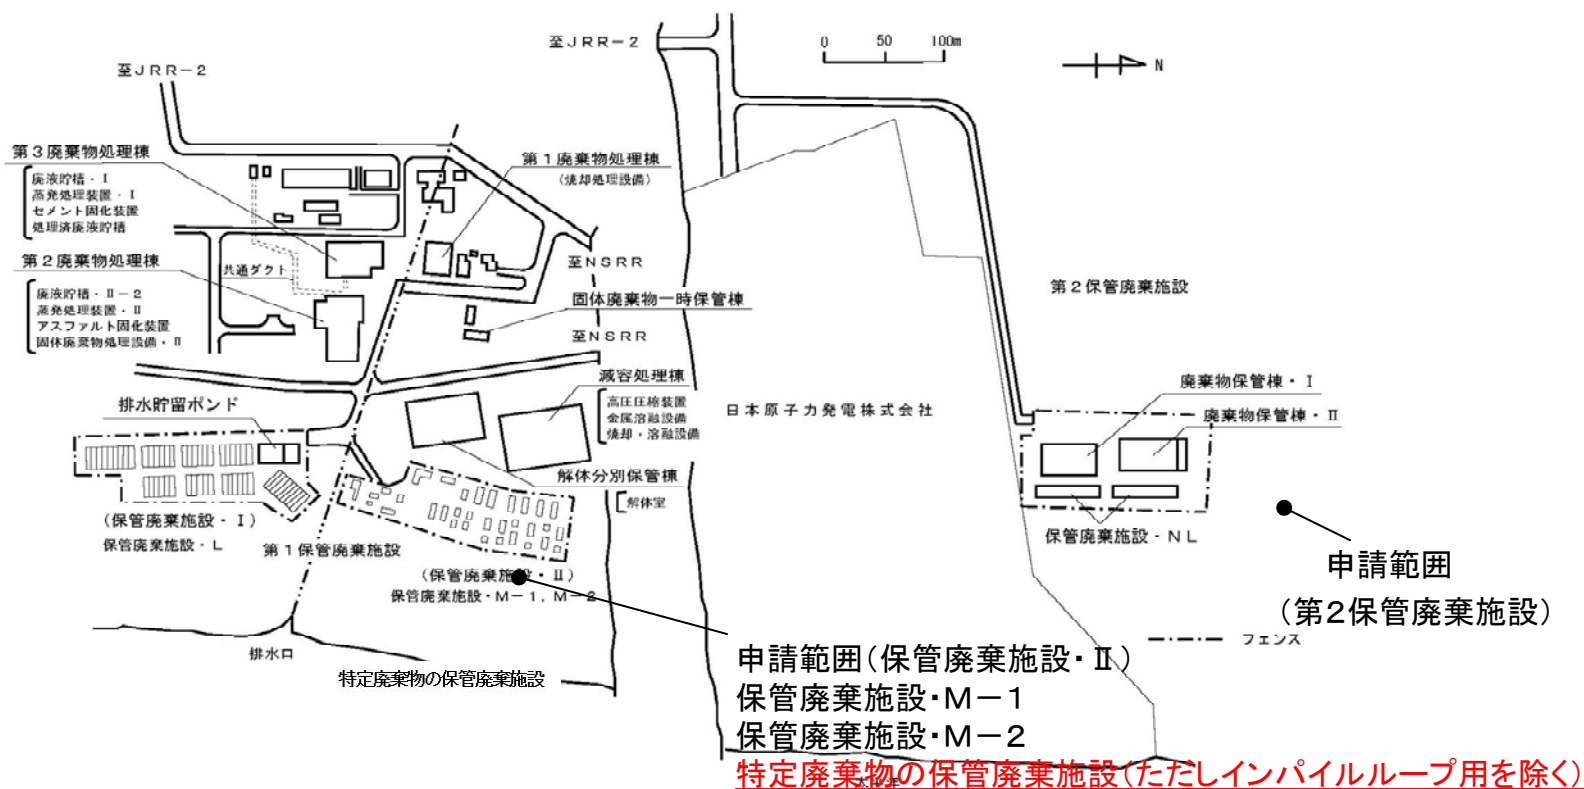 至JRR－2
0　50　100m
N
至JRR－2
第３廃棄物処理棟
廃液貯槽・Ⅰ
蒸発処理装置・Ⅰ
セメント固化装置
処理済廃液貯槽
第１廃棄物処理棟
（焼却処理設備）
第２廃棄物処理棟
廃液貯槽・Ⅱ－２
蒸発処理装置・Ⅱ
アスファルト固化装置
固体廃棄物処理設備・Ⅱ
共通ダクト
至NSRR
固体廃棄物一時保管棟
至NSRR
第２保管廃棄施設
減容処理棟
高圧圧縮装置
金属溶融設備
焼却・溶融設備
日本原子力発電株式会社
廃棄物保管棟・Ⅰ
廃棄物保管棟・Ⅱ
排水貯留ポンド
解体分別保管棟
解体室
（保管廃棄施設・Ⅰ）
保管廃棄施設・L
第１保管廃棄施設
（保管廃棄施設・Ⅱ）
保管廃棄施設・M－1，M－2
保管廃棄施設・NL
申請範囲
（第２保管廃棄施設）
フェンス
排水口
特定廃棄物の保管廃棄施設
申請範囲（保管廃棄施設・Ⅱ）
保管廃棄施設・M－1
保管廃棄施設・M－2
特定廃棄物の保管廃棄施設（ただしインパイルループ用を除く）